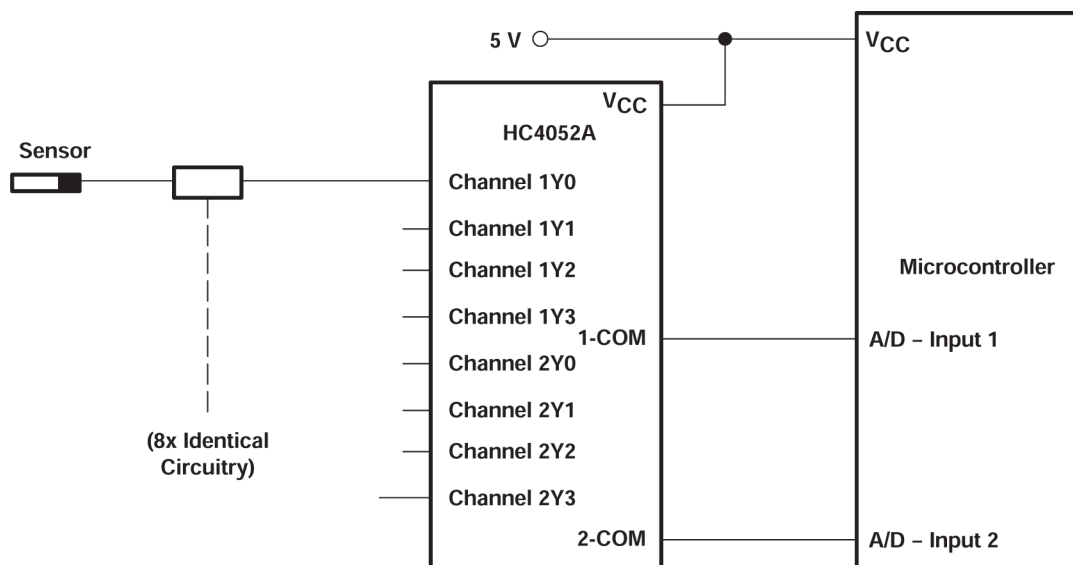 5 V
VCC
VCC
HC4052A
Sensor
Channel 1Y0
Channel 1Y1
Channel 1Y2
Channel 1Y3
Channel 2Y0
Channel 2Y1
Channel 2Y2
Channel 2Y3
1-COM
2-COM
(8x Identical
Circuitry)
Microcontroller
A/D – Input 1
A/D – Input 2